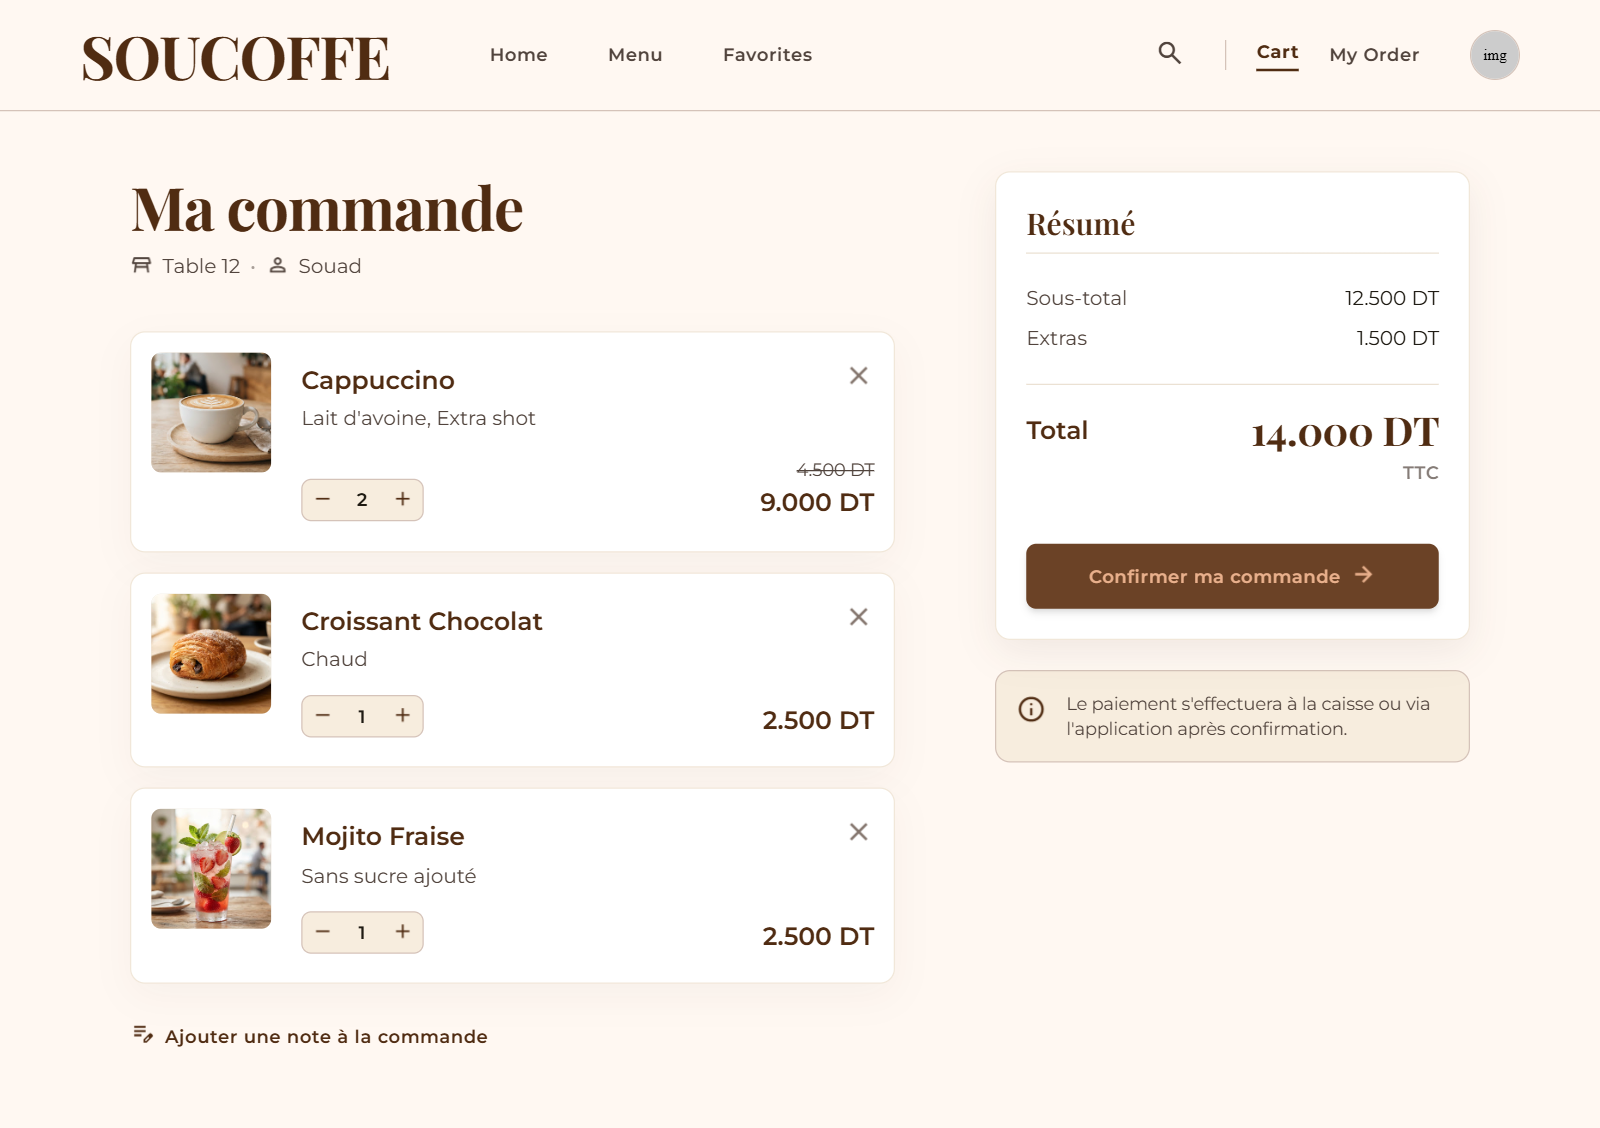 SOUCOFFE
Home
Menu
Favorites
Cart
My Order
img
Ma commande
Table 12 · Souad
Cappuccino
Lait d'avoine, Extra shot
4.500 DT
2
9.000 DT
Croissant Chocolat
Chaud
1
2.500 DT
Mojito Fraise
Sans sucre ajouté
1
2.500 DT
Ajouter une note à la commande
Résumé
Sous-total 12.500 DT
Extras 1.500 DT
Total 14.000 DT
TTC
Confirmer ma commande
Le paiement s'effectuera à la caisse ou via
l'application après confirmation.